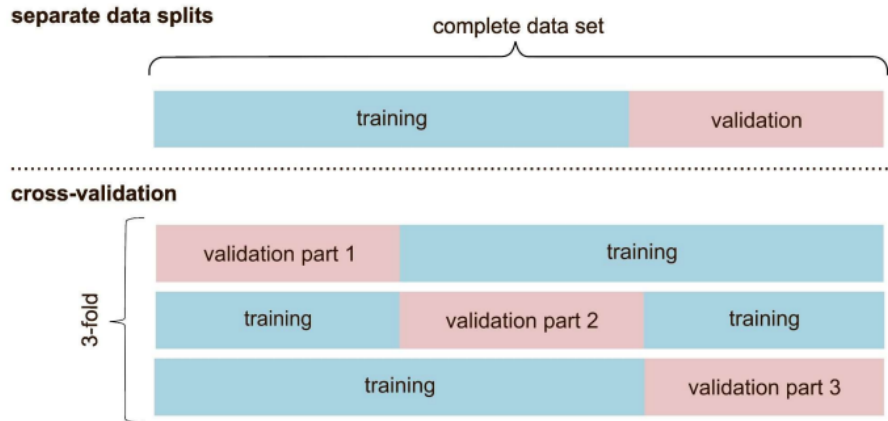 separate data splits
complete data set
training validation
cross-validation
3-fold
validation part 1 training
training validation part 2 training
training validation part 3